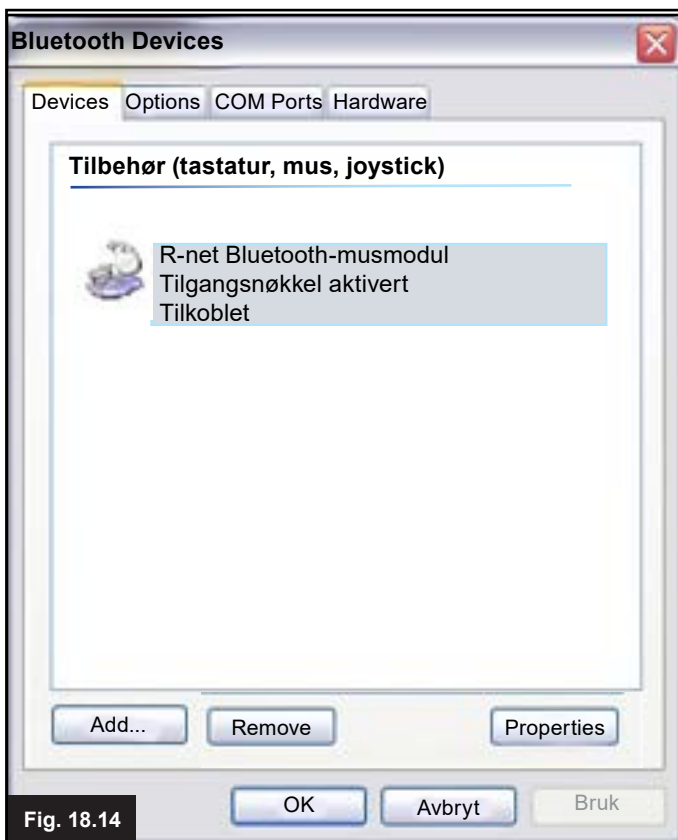 Bluetooth Devices
Devices Options COM Ports Hardware
Tilbehør (tastatur, mus, joystick)
R-net Bluetooth-musmodul
Tilgangsnøkkel aktivert
Tilkoblet
Add... Remove Properties
OK Avbryt Bruk
Fig. 18.14